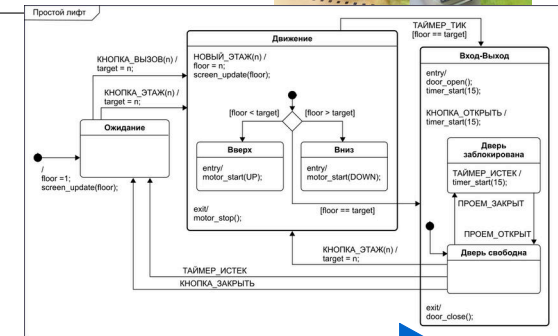 Простой лифт
ТАЙМЕР_ТИК
[floor == target]
Движение
НОВЫЙ_ЭТАЖ(n) /
floor = n;
screen_update(floor);
КНОПКА_ВЫЗОВ(n) /
target = n;
КНОПКА_ЭТАЖ(n) /
target = n;
Ожидание
/
floor =1;
screen_update(floor);
[floor < target]
[floor > target]
Вверх
entry/
motor_start(UP);
Вниз
entry/
motor_start(DOWN);
exit/
motor_stop();
[floor == target]
Вход-Выход
entry/
door_open();
timer_start(15);
КНОПКА_ОТКРЫТЬ /
timer_start(15);
Дверь
заблокирована
ТАЙМЕР_ИСТЕК /
timer_start(15);
ПРОЕМ_ЗАКРЫТ
ПРОЕМ_ОТКРЫТ
Дверь свободна
КНОПКА_ЭТАЖ(n) /
target = n;
ТАЙМЕР_ИСТЕК
КНОПКА_ЗАКРЫТЬ
exit/
door_close();